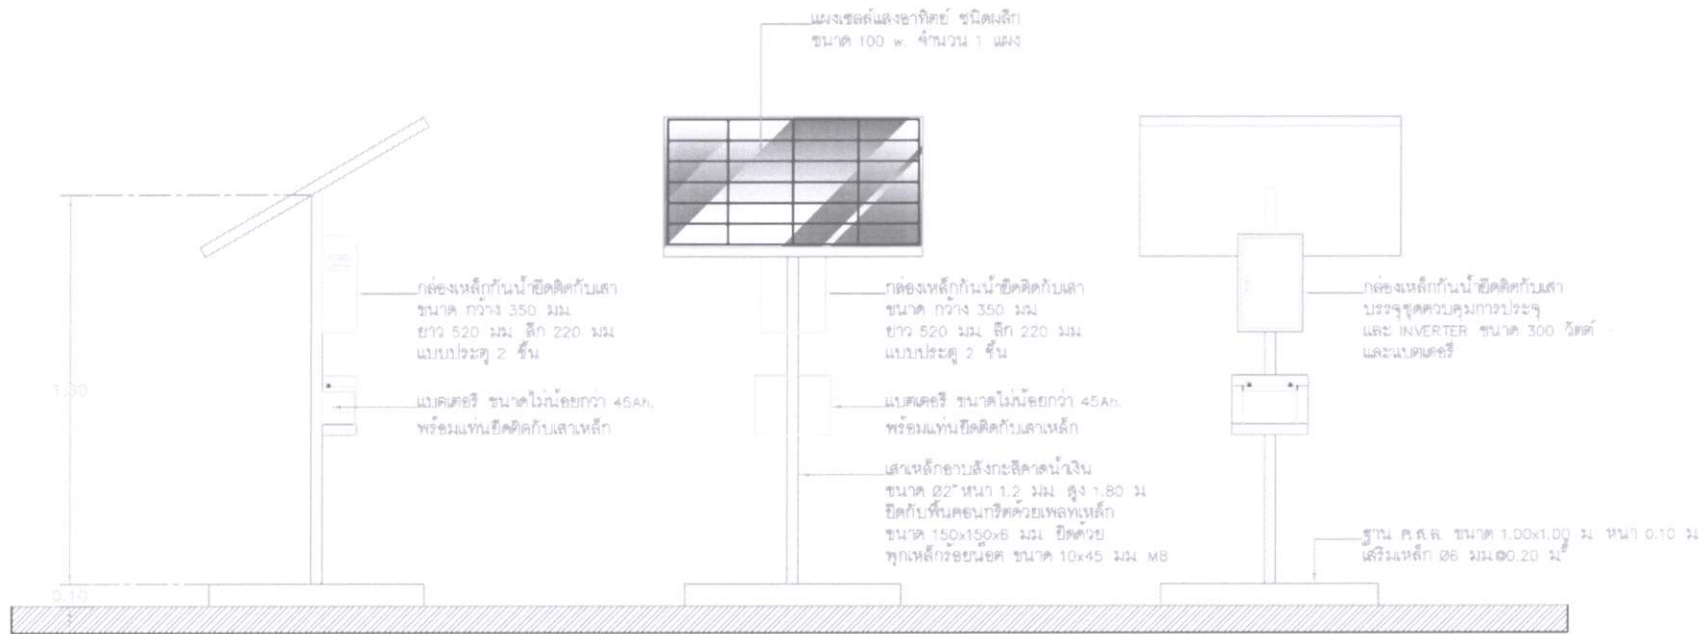 แผงเซลล์แสงอาทิตย์ ชนิดผลึก
ขนาด 100 w. จำนวน 1 แผง
กล่องเหล็กกันน้ำยึดติดกับเสา
ขนาด กว้าง 350 มม.
ยาว 520 มม. ลึก 220 มม.
แบบประตู 2 ชั้น
แบตเตอรี่ ขนาดไม่น้อยกว่า 45Ah.
พร้อมแท่นยึดติดกับเสาเหล็ก
1.80
0.10
กล่องเหล็กกันน้ำยึดติดกับเสา
ขนาด กว้าง 350 มม.
ยาว 520 มม. ลึก 220 มม.
แบบประตู 2 ชั้น
แบตเตอรี่ ขนาดไม่น้อยกว่า 45Ah.
พร้อมแท่นยึดติดกับเสาเหล็ก
เสาเหล็กอาบสังกะสีคาดน้ำเงิน
ขนาด Ø2" หนา 1.2 มม. สูง 1.80 ม.
ยึดกับพื้นคอนกรีตด้วยเพลทเหล็ก
ขนาด 150x150x6 มม. ยึดด้วย
พุกเหล็กร้อยน็อต ขนาด 10x45 มม. M8
กล่องเหล็กกันน้ำยึดติดกับเสา
บรรจุชุดควบคุมการประจุ
และ INVERTER ขนาด 300 วัตต์
และแบตเตอรี่
ฐาน ค.ส.ล. ขนาด 1.00x1.00 ม. หนา 0.10 ม.
เสริมเหล็ก Ø6 มม.@0.20 ม.